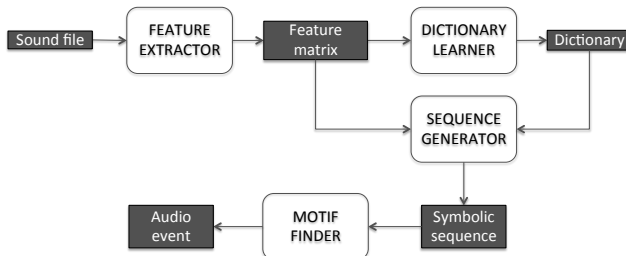 Sound file
FEATURE
EXTRACTOR
Feature
matrix
DICTIONARY
LEARNER
Dictionary
SEQUENCE
GENERATOR
Audio
event
MOTIF
FINDER
Symbolic
sequence